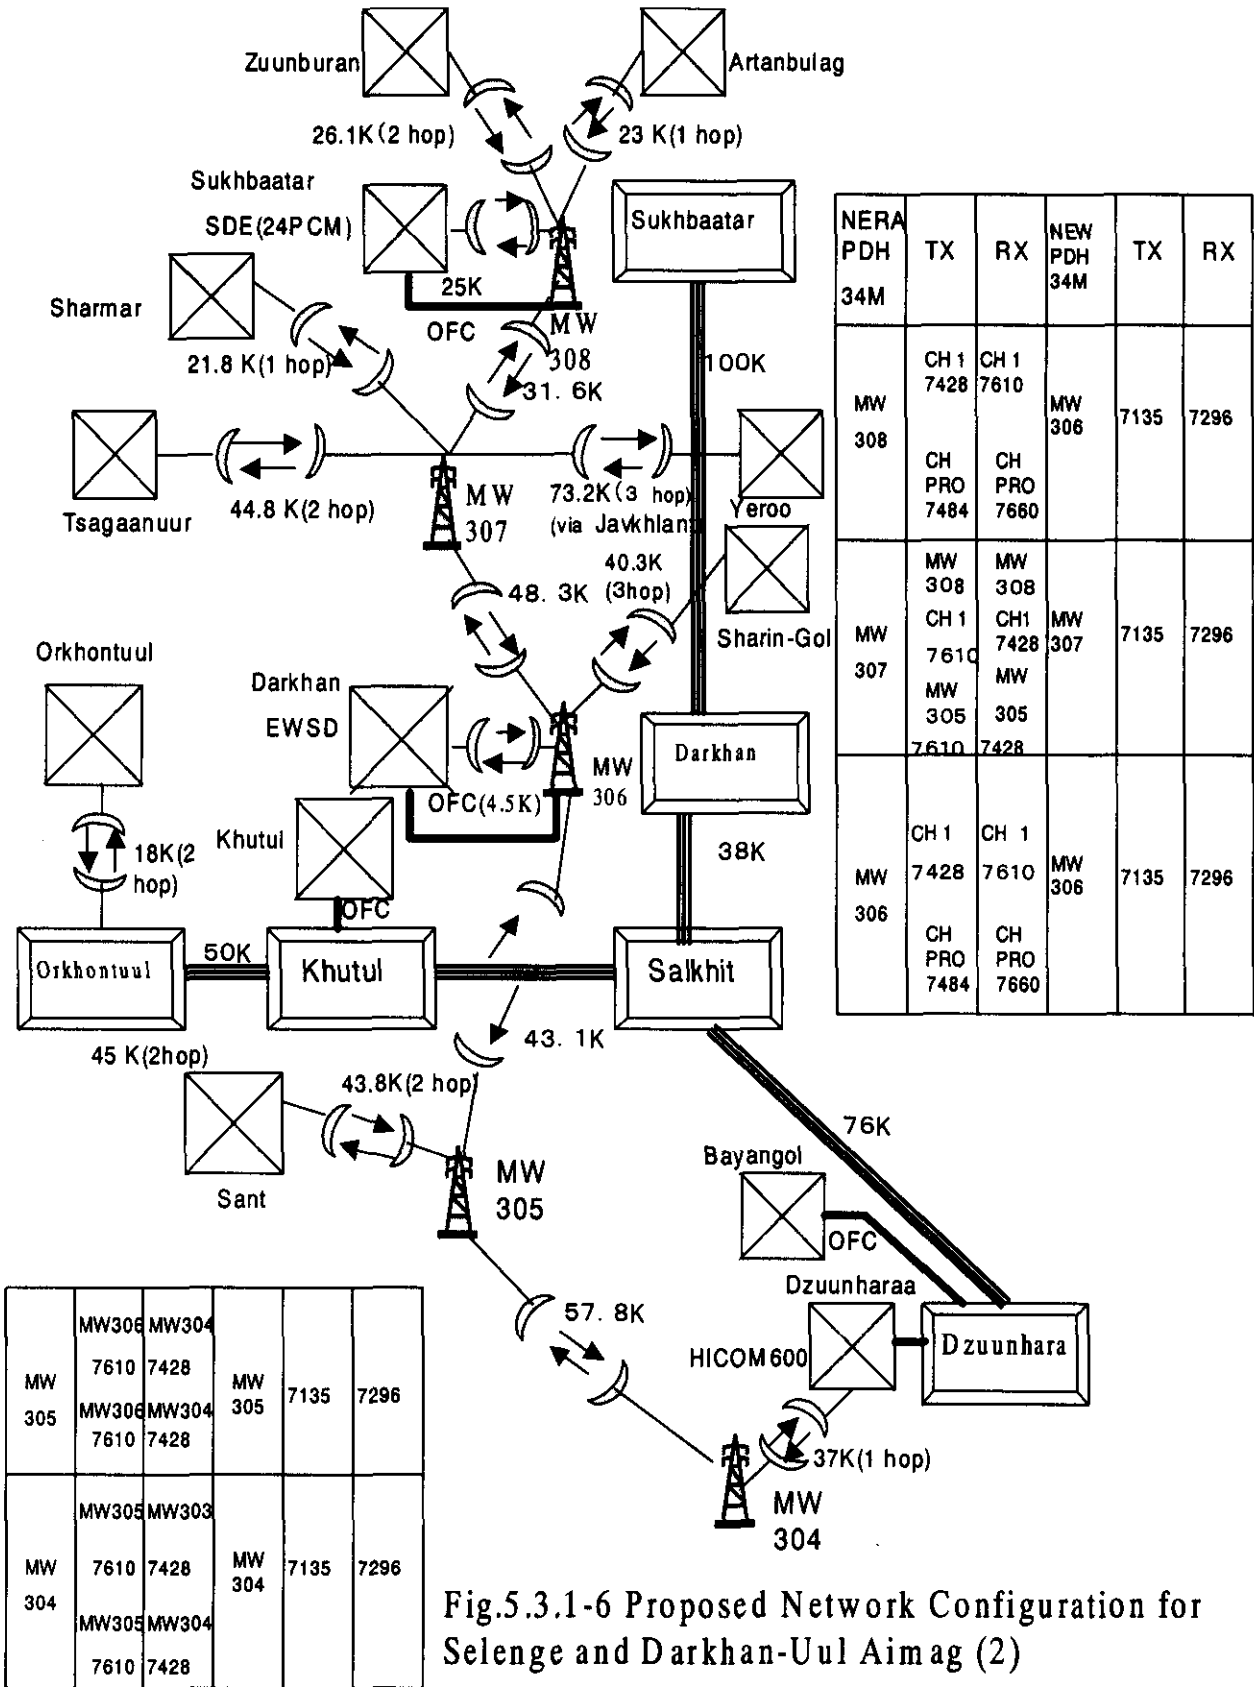 Zuunburan
Artanbulag
26.1K(2 hop)
23 K(1 hop)
Sukhbaatar
SDE(24PCM)
Sukhbaatar
25K
OFC
MW
308
Sharmar
21.8 K(1 hop)
31. 6K
100K
Tsagaanuur
44.8 K(2 hop)
MW
307
73.2K(3 hop)
(via Javkhlan
Yeroo
40.3K
(3hop)
48. 3K
Sharin-Gol
Orkhontuul
Darkhan
EWSD
MW
306
Darkhan
OFC(4.5K)
Khutul
38K
18K(2
hop)
OFC
Orkhontuul
50K
Khutul
Salkhit
43. 1K
45 K(2hop)
43.8K(2 hop)
Sant
MW
305
76K
Bayangol
OFC
Dzuunharaa
HICOM600
Dzuunhara
57. 8K
37K(1 hop)
MW
304
NERA
PDH
34M
TX
RX
NEW
PDH
34M
TX
RX
MW
308
CH 1 CH 1
7428 7610
CH CH
PRO PRO
7484 7660
MW
306
7135 7296
MW
307
MW MW
308 308
CH 1 CH1
7610 7428
MW MW
305 305
7610 7428
MW
307
7135 7296
MW
306
CH 1 CH 1
7428 7610
CH CH
PRO PRO
7484 7660
MW
306
7135 7296
MW
305
MW306 MW304
7610 7428
MW306 MW304
7610 7428
MW
305
7135 7296
MW
304
MW305 MW303
7610 7428
MW305 MW304
7610 7428
MW
304
7135 7296
Fig.5.3.1-6 Proposed Network Configuration for
Selenge and Darkhan-Uul Aimag (2)